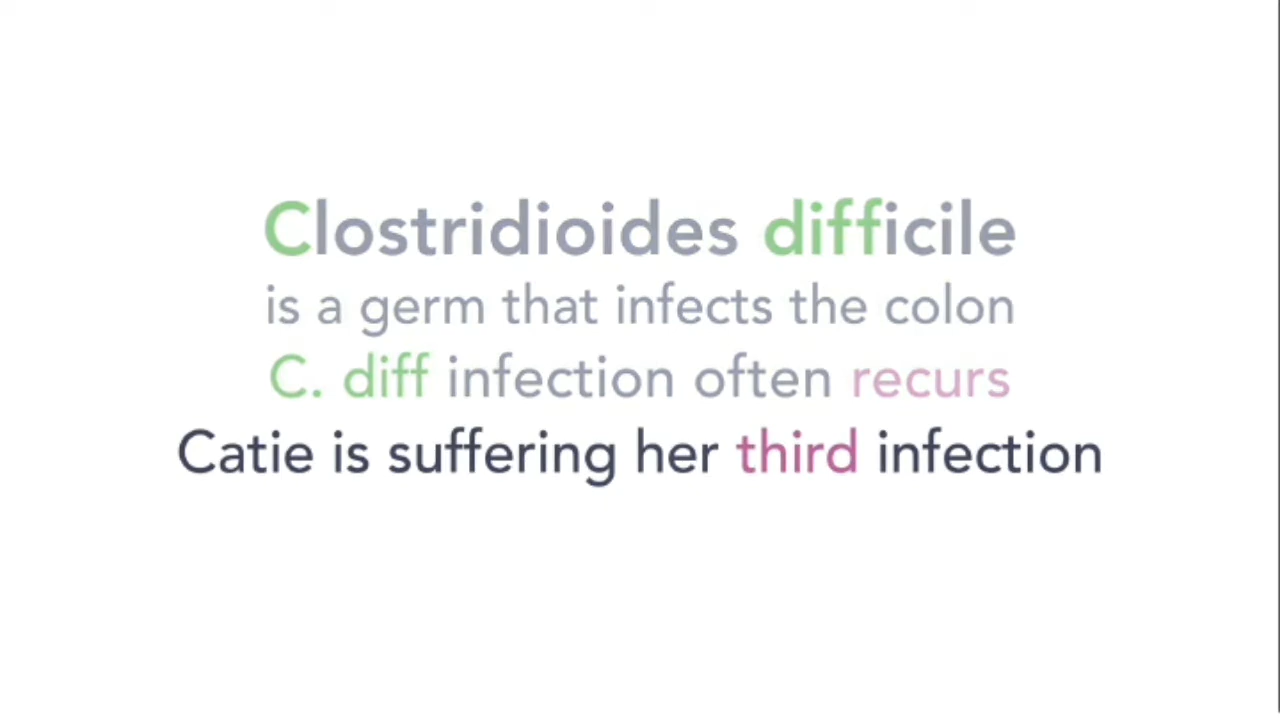 Clostridioides difficile
is a germ that infects the colon
C. diff infection often recurs
Catie is suffering her third infection